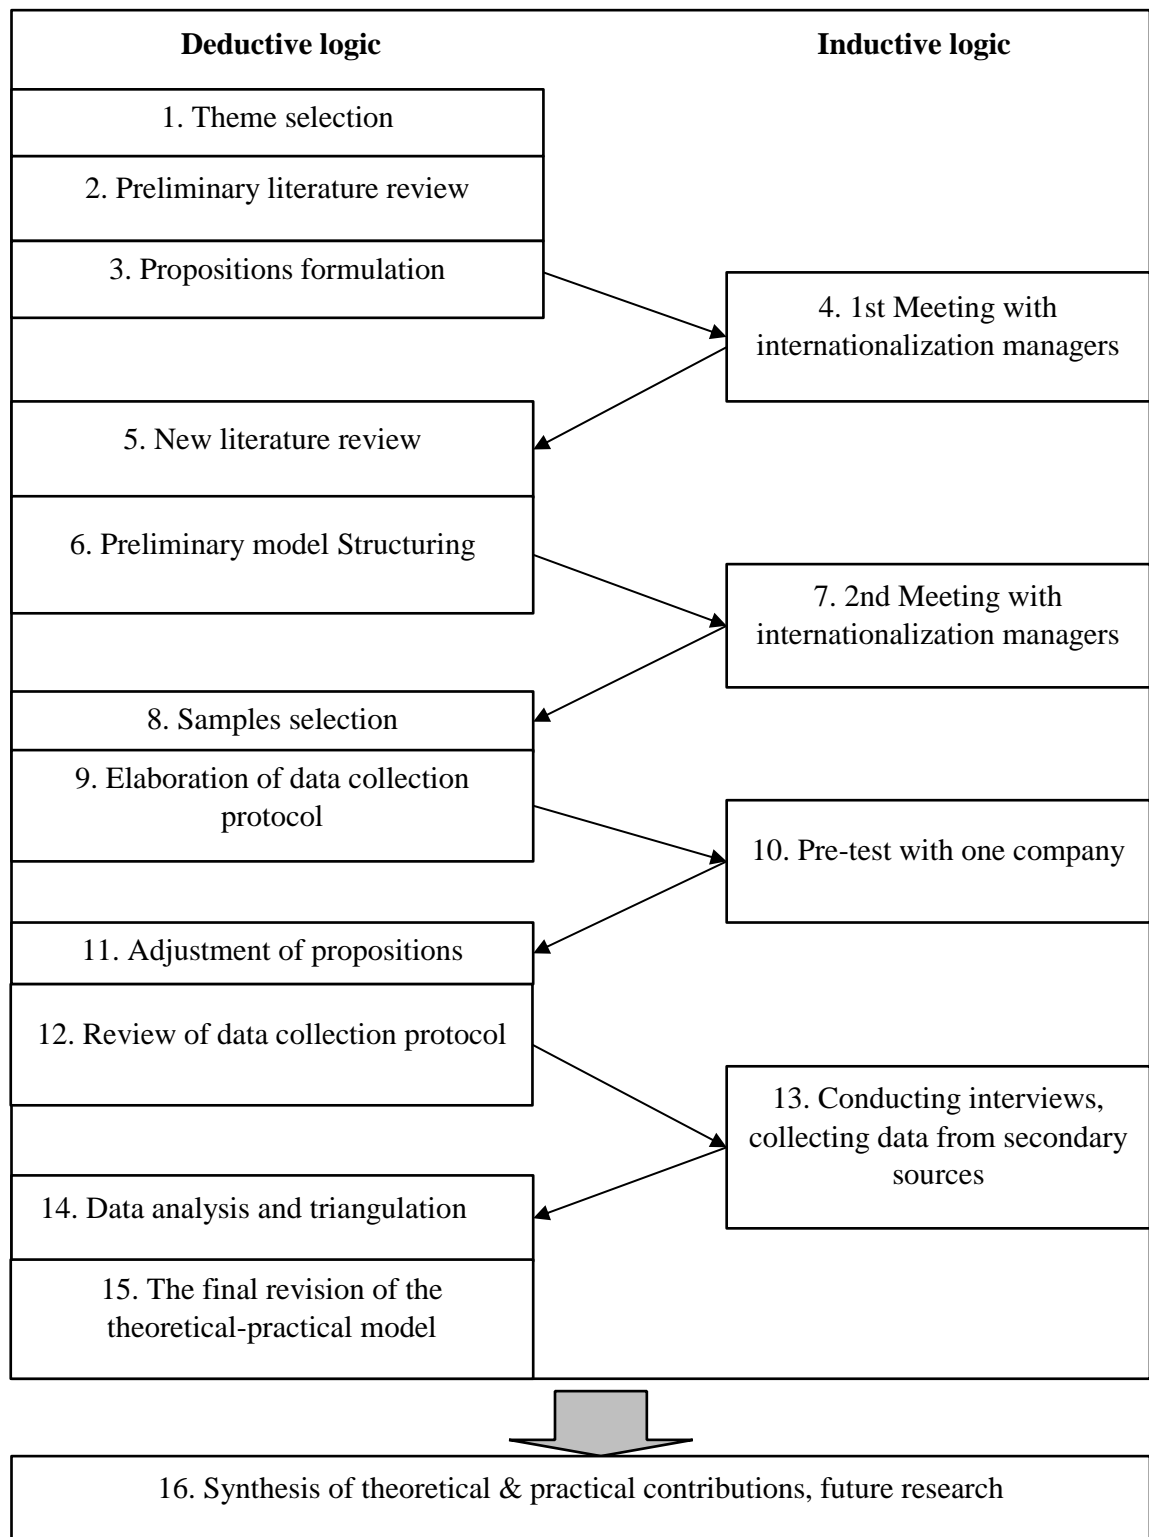 Deductive logic
Inductive logic
1. Theme selection
2. Preliminary literature review
3. Propositions formulation
4. 1st Meeting with
internationalization managers
5. New literature review
6. Preliminary model Structuring
7. 2nd Meeting with
internationalization managers
8. Samples selection
9. Elaboration of data collection
protocol
10. Pre-test with one company
11. Adjustment of propositions
12. Review of data collection protocol
13. Conducting interviews,
collecting data from secondary
sources
14. Data analysis and triangulation
15. The final revision of the
theoretical-practical model
16. Synthesis of theoretical & practical contributions, future research